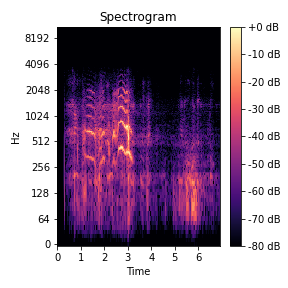 Spectrogram
Hz
8192
4096
2048
1024
512
256
128
64
0
0 1 2 3 4 5 6
Time
+0 dB
-10 dB
-20 dB
-30 dB
-40 dB
-50 dB
-60 dB
-70 dB
-80 dB